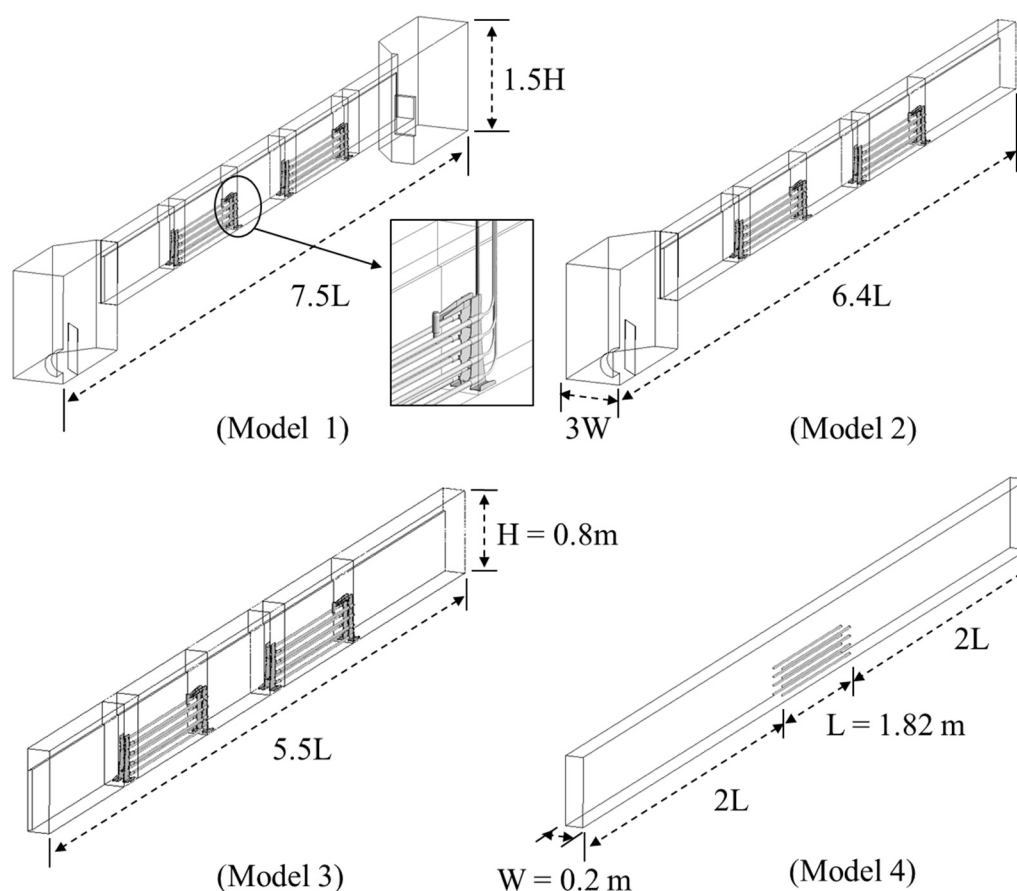 1.5H
7.5L
(Model 1)
6.4L
3W
(Model 2)
H = 0.8m
5.5L
(Model 3)
2L
L = 1.82 m
2L
W = 0.2 m
(Model 4)